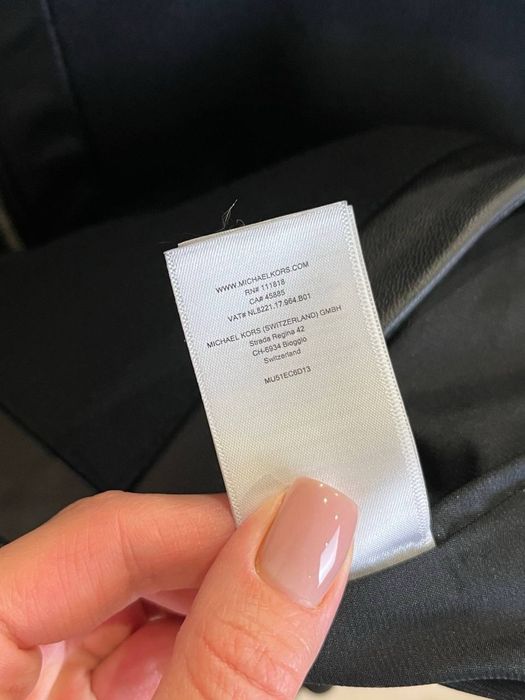 WWW.MICHAELKORS.COM
RN# 111818
CA# 45885
VAT# NL8221.17.964.B01
MICHAEL KORS (SWITZERLAND) GMBH
Strada Regina 42
CH-6934 Bioggio
Switzerland
MU51EC6D13